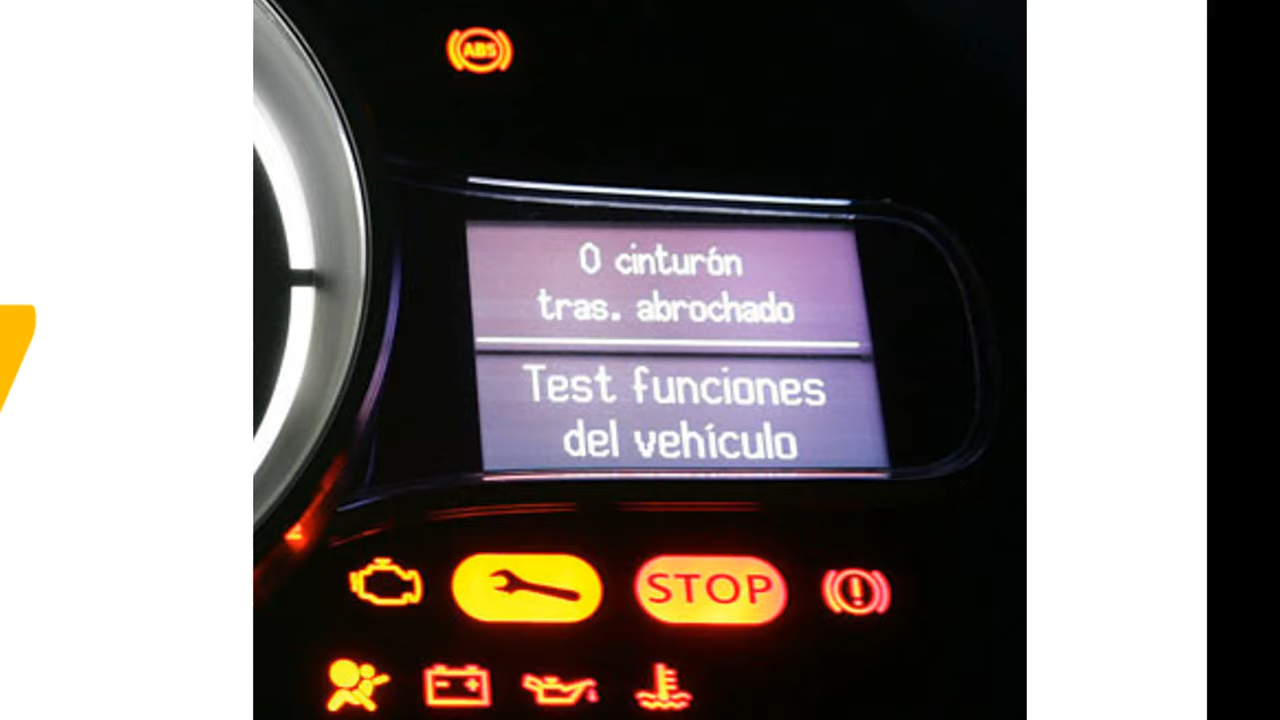 ABS
0 cinturón
tras. abrochado
Test funciones
del vehículo
STOP